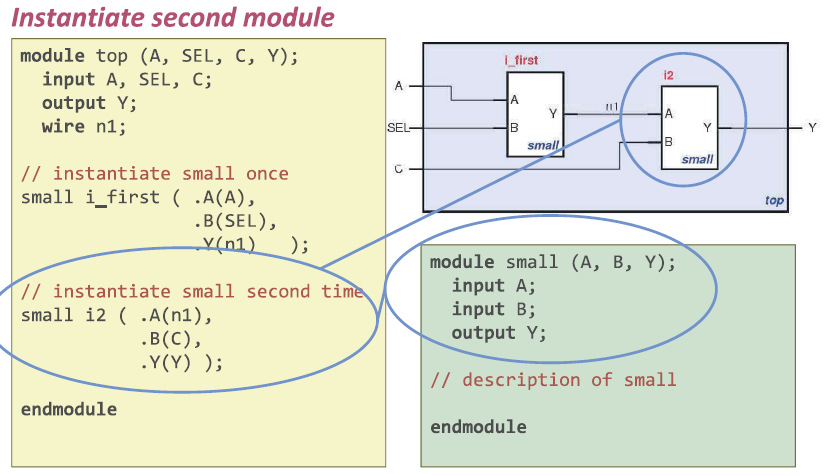 Instantiate second module
module top (A, SEL, C, Y);
input A, SEL, C;
output Y;
wire n1;
// instantiate small once
small i_first ( .A(A),
.B(SEL),
.Y(n1) );
// instantiate small second time
small i2 ( .A(n1),
.B(C),
.Y(Y) );
endmodule
i_first
i2
A
A
Y
n1
A
SEL
B
Y
Y
B
small
small
C
top
module small (A, B, Y);
input A;
input B;
output Y;
// description of small
endmodule